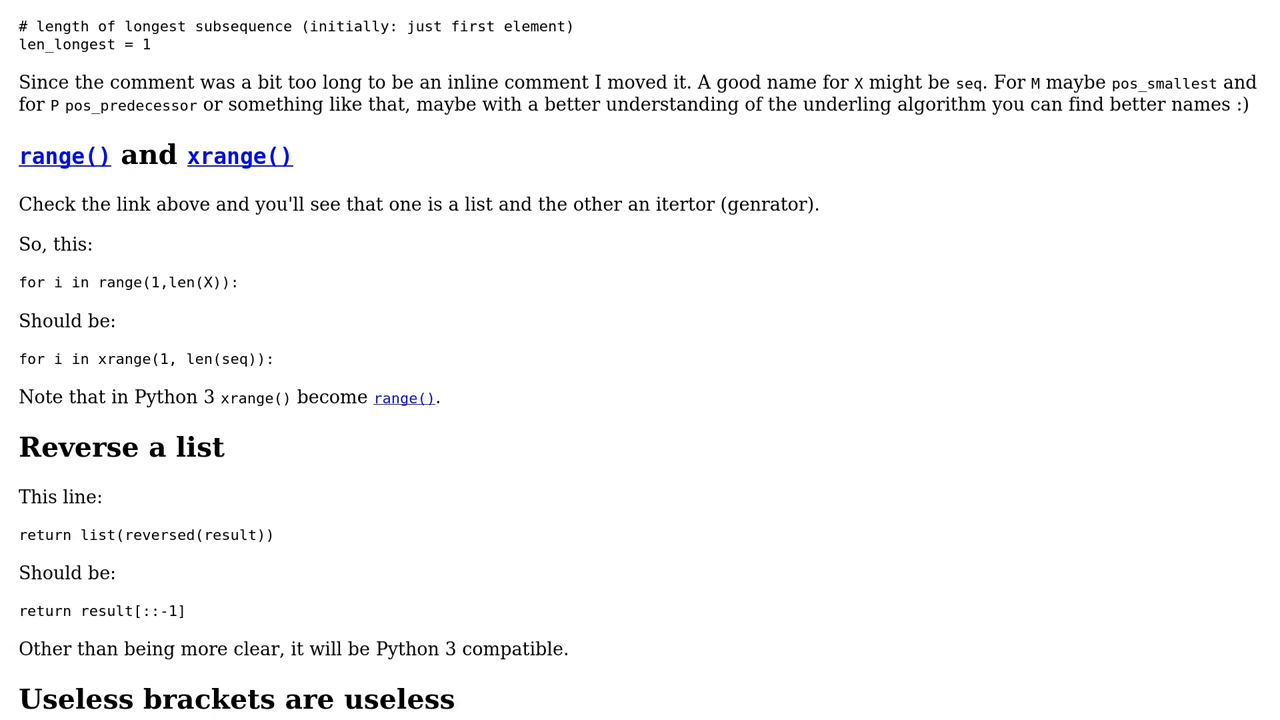 # length of longest subsequence (initially: just first element)
len_longest = 1
Since the comment was a bit too long to be an inline comment I moved it. A good name for X might be seq. For M maybe pos_smallest and
for P pos_predecessor or something like that, maybe with a better understanding of the underling algorithm you can find better names :)
range() and xrange()
Check the link above and you'll see that one is a list and the other an itertor (genrator).
So, this:
for i in range(1,len(X)):
Should be:
for i in xrange(1, len(seq)):
Note that in Python 3 xrange() become range().
Reverse a list
This line:
return list(reversed(result))
Should be:
return result[::-1]
Other than being more clear, it will be Python 3 compatible.
Useless brackets are useless